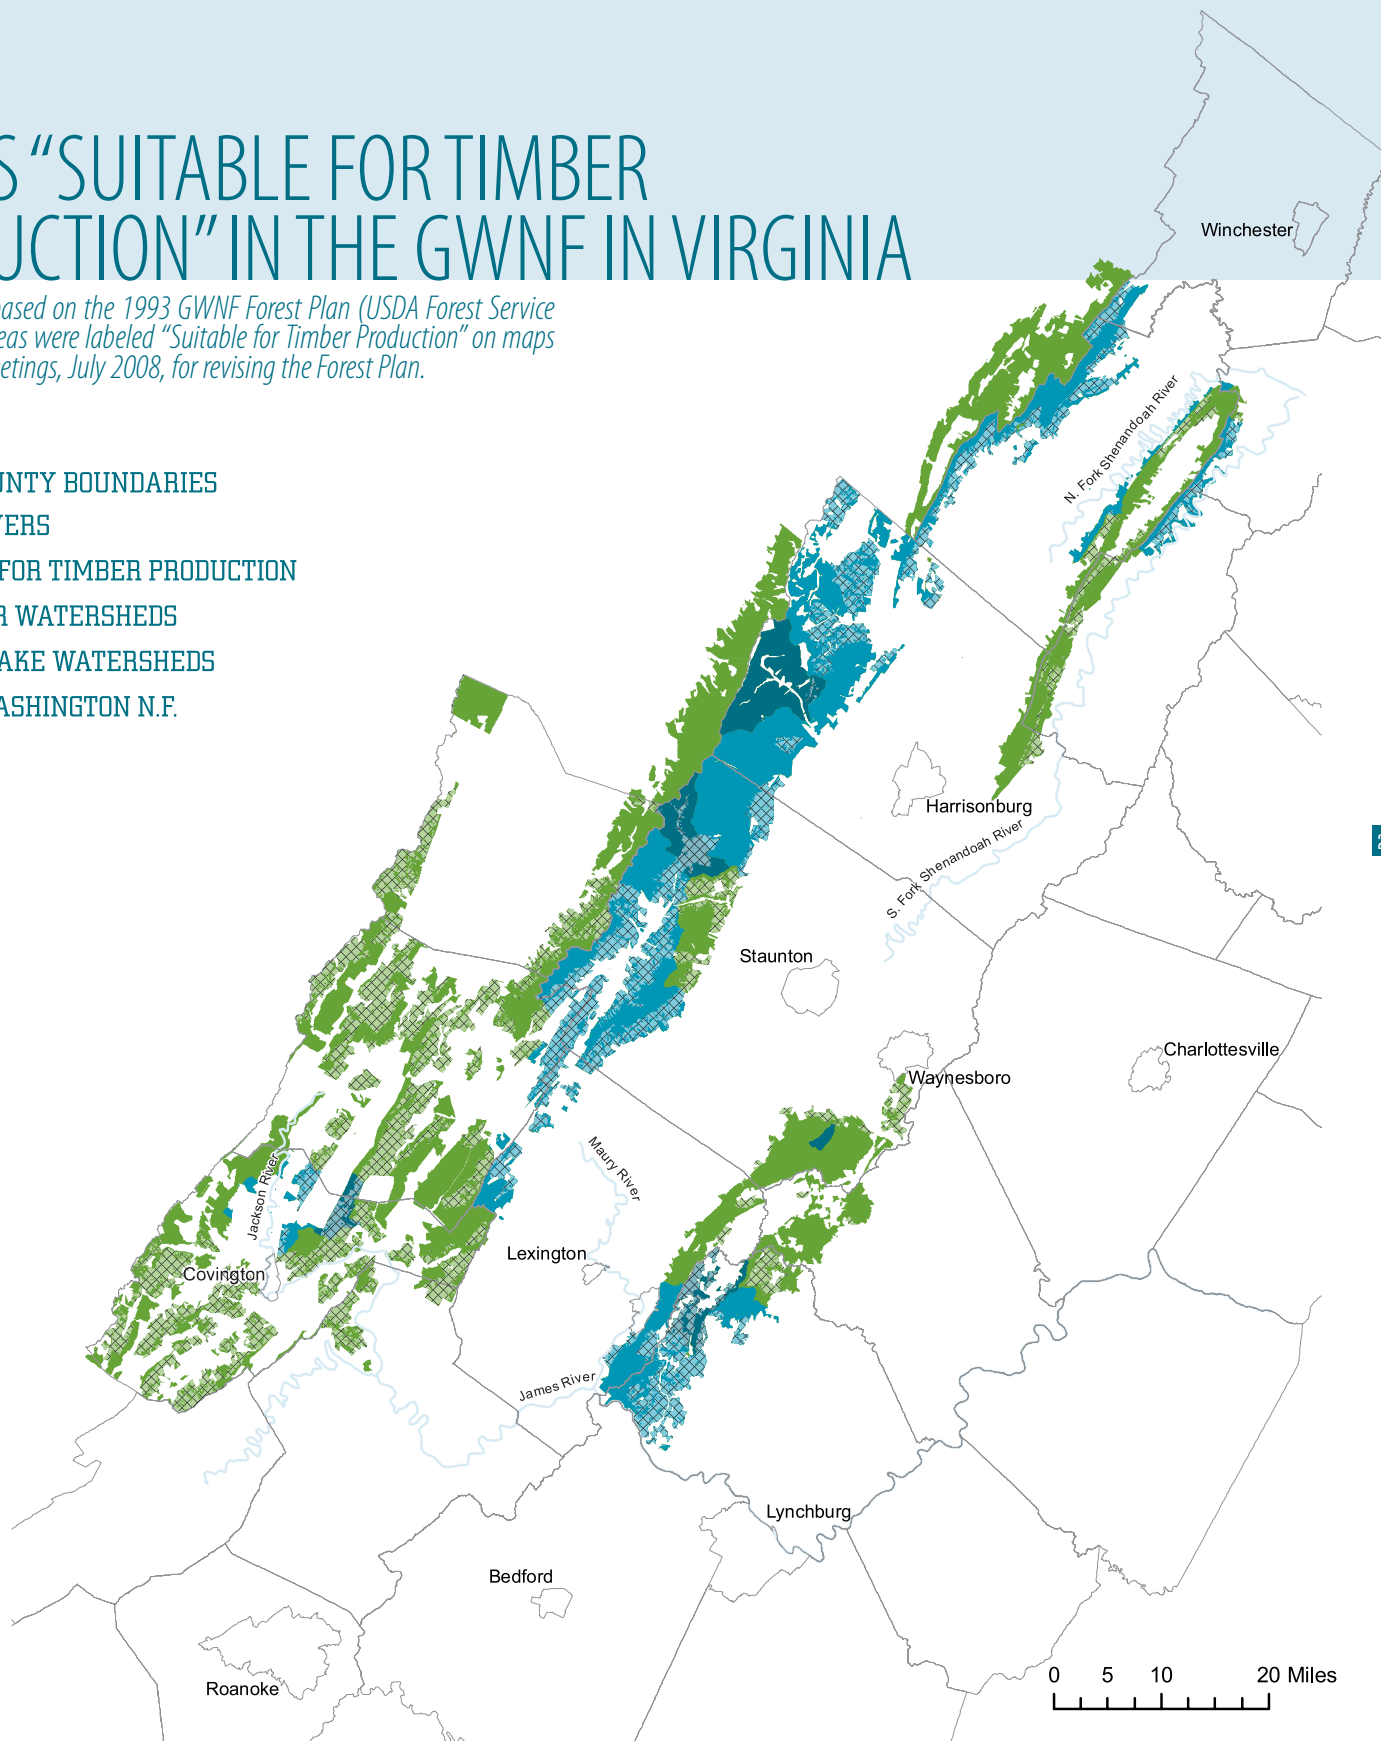 S “SUITABLE FOR TIMBER
UCTION” IN THE GWNF IN VIRGINIA
ased on the 1993 GWNF Forest Plan (USDA Forest Service
eas were labeled “Suitable for Timber Production” on maps
etings, July 2008, for revising the Forest Plan.
UNTY BOUNDARIES
VERS
FOR TIMBER PRODUCTION
R WATERSHEDS
AKE WATERSHEDS
ASHINGTON N.F.
Winchester
N. Fork Shenandoah River
Harrisonburg
S. Fork Shenandoah River
Staunton
Charlottesville
Waynesboro
Maury River
Jackson River
Lexington
Covington
James River
Lynchburg
Bedford
Roanoke
0 5 10 20 Miles